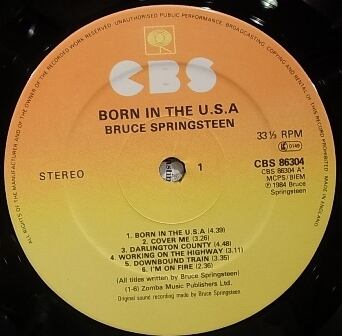 ALL RIGHTS OF THE MANUFACTURER AND OF THE OWNER OF THE RECORDED WORK RESERVED. UNAUTHORISED PUBLIC PERFORMANCE, BROADCASTING AND COPYING OF THIS RECORD PROHIBITED. MADE IN ENGLAND
CBS
BORN IN THE U.S.A
BRUCE SPRINGSTEEN
33⅓ RPM
0149
STEREO
1
CBS 86304
CBS 86304 A*
MCPS/BIEM
℗ 1984 Bruce
Springsteen
1. BORN IN THE U.S.A (4.39)
2. COVER ME (3.26)
3. DARLINGTON COUNTY (4.48)
4. WORKING ON THE HIGHWAY (3.11)
5. DOWNBOUND TRAIN (3.35)
6. I'M ON FIRE (2.36)
(All titles written by Bruce Springsteen)
(1-6) Zomba Music Publishers Ltd.
Original sound recording made by Bruce Springsteen